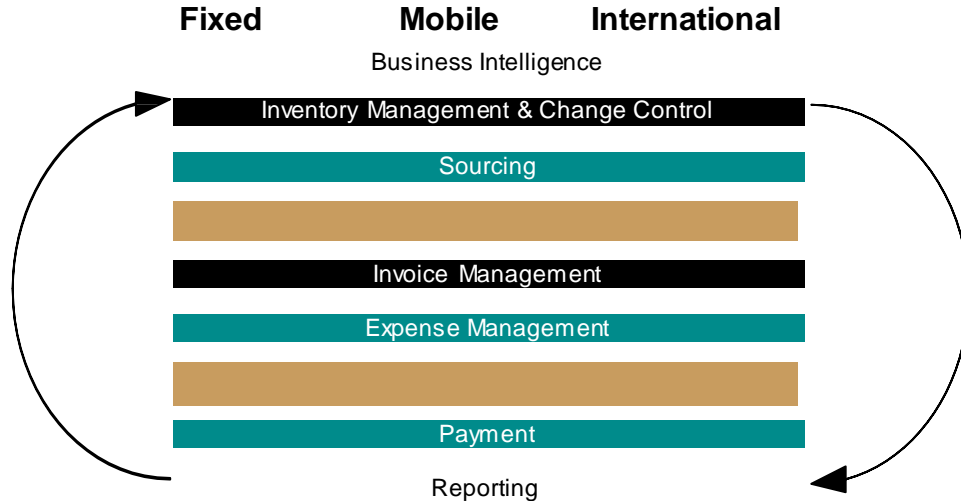 Fixed Mobile International
Business Intelligence
Inventory Management & Change Control
Sourcing
Invoice Management
Expense Management
Payment
Reporting